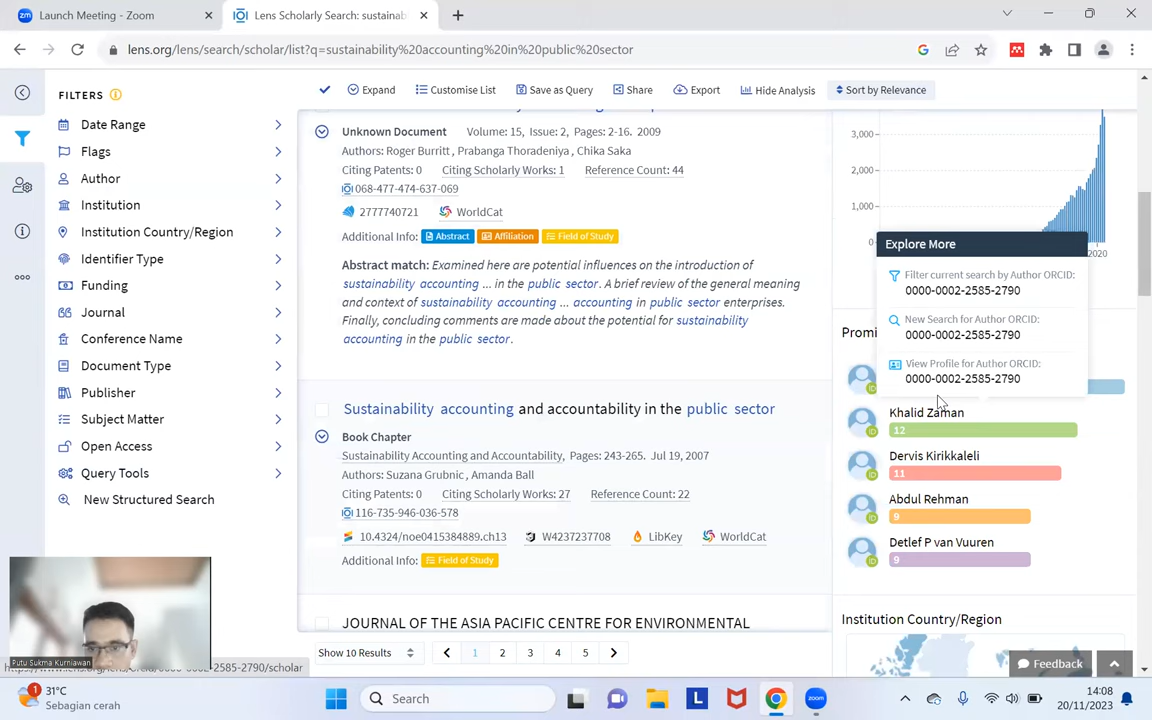 Launch Meeting - Zoom
Lens Scholarly Search: sustainab
lens.org/lens/search/scholar/list?q=sustainability%20accounting%20in%20public%20sector
FILTERS
Date Range
Flags
Author
Institution
Institution Country/Region
Identifier Type
Funding
Journal
Conference Name
Document Type
Publisher
Subject Matter
Open Access
Query Tools
New Structured Search
Expand
Customise List
Save as Query
Share
Export
Hide Analysis
Sort by Relevance
Unknown Document Volume: 15, Issue: 2, Pages: 2-16. 2009
Authors: Roger Burritt , Prabanga Thoradeniya , Chika Saka
Citing Patents: 0 Citing Scholarly Works: 1 Reference Count: 44
068-477-474-637-069
2777740721 WorldCat
Additional Info: Abstract Affiliation Field of Study
Abstract match: Examined here are potential influences on the introduction of
sustainability accounting ... in the public sector. A brief review of the general meaning
and context of sustainability accounting ... accounting in public sector enterprises.
Finally, concluding comments are made about the potential for sustainability
accounting in the public sector.
Sustainability accounting and accountability in the public sector
Book Chapter
Sustainability Accounting and Accountability, Pages: 243-265. Jul 19, 2007
Authors: Suzana Grubnic , Amanda Ball
Citing Patents: 0 Citing Scholarly Works: 27 Reference Count: 22
116-735-946-036-578
10.4324/noe0415384889.ch13 W4237237708 LibKey WorldCat
Additional Info: Field of Study
JOURNAL OF THE ASIA PACIFIC CENTRE FOR ENVIRONMENTAL
Show 10 Results
1 2 3 4 5
3,000
2,000
1,000
0
2020
Explore More
Filter current search by Author ORCID:
0000-0002-2585-2790
New Search for Author ORCID:
0000-0002-2585-2790
View Profile for Author ORCID:
0000-0002-2585-2790
Promi
Khalid Zaman
12
Dervis Kirikkaleli
11
Abdul Rehman
9
Detlef P van Vuuren
9
Institution Country/Region
Feedback
Putu Sukma Kurniawan
-0002-2585-2790/scholar
1
31°C
Sebagian cerah
Search
14:08
20/11/2023